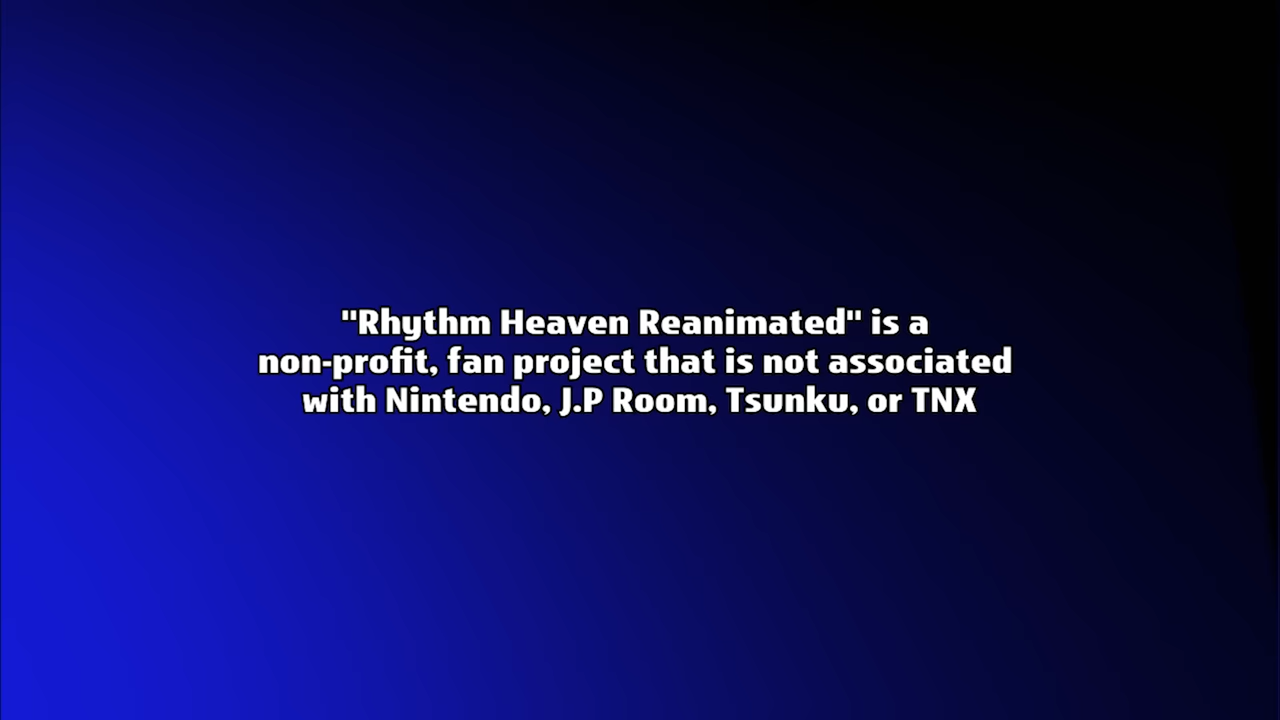 "Rhythm Heaven Reanimated" is a
non-profit, fan project that is not associated
with Nintendo, J.P Room, Tsunku, or TNX